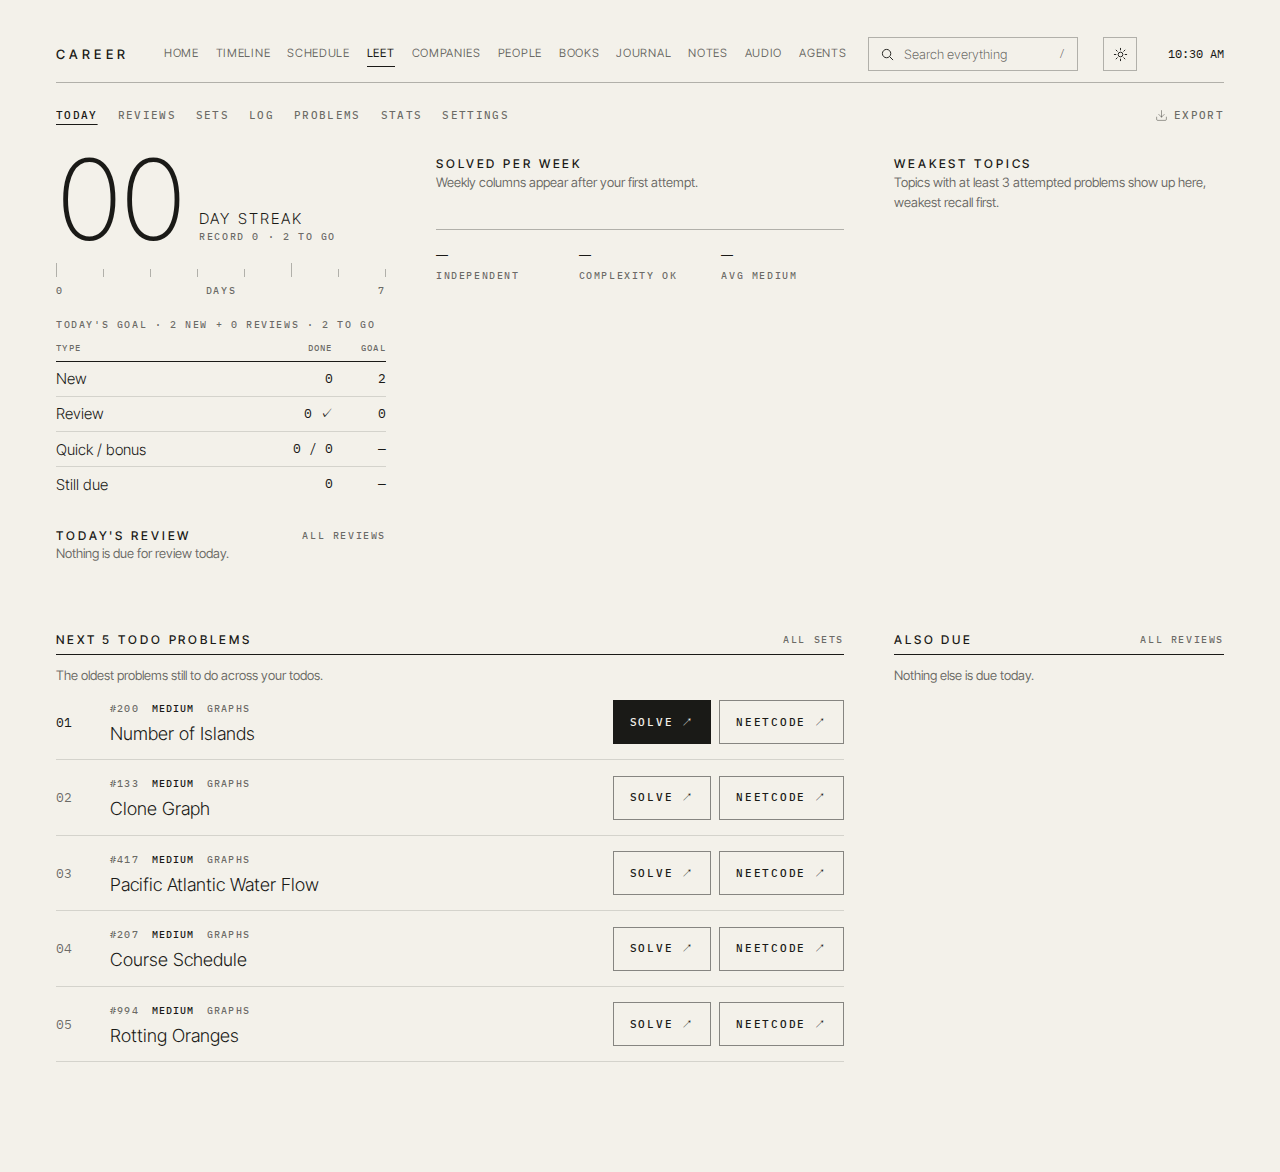 CAREER
HOME TIMELINE SCHEDULE LEET COMPANIES PEOPLE BOOKS JOURNAL NOTES AUDIO AGENTS
Search everything /
10:30 AM
TODAY REVIEWS SETS LOG PROBLEMS STATS SETTINGS
EXPORT
00
DAY STREAK
RECORD 0 · 2 TO GO
0 DAYS 7
TODAY'S GOAL · 2 NEW + 0 REVIEWS · 2 TO GO
TYPE DONE GOAL
New 0 2
Review 0 ✓ 0
Quick / bonus 0 / 0 —
Still due 0 —
TODAY'S REVIEW ALL REVIEWS
Nothing is due for review today.
SOLVED PER WEEK
Weekly columns appear after your first attempt.
— — —
INDEPENDENT COMPLEXITY OK AVG MEDIUM
WEAKEST TOPICS
Topics with at least 3 attempted problems show up here,
weakest recall first.
NEXT 5 TODO PROBLEMS ALL SETS
The oldest problems still to do across your todos.
01
#200 MEDIUM GRAPHS
Number of Islands
SOLVE ↗ NEETCODE ↗
02
#133 MEDIUM GRAPHS
Clone Graph
SOLVE ↗ NEETCODE ↗
03
#417 MEDIUM GRAPHS
Pacific Atlantic Water Flow
SOLVE ↗ NEETCODE ↗
04
#207 MEDIUM GRAPHS
Course Schedule
SOLVE ↗ NEETCODE ↗
05
#994 MEDIUM GRAPHS
Rotting Oranges
SOLVE ↗ NEETCODE ↗
ALSO DUE ALL REVIEWS
Nothing else is due today.